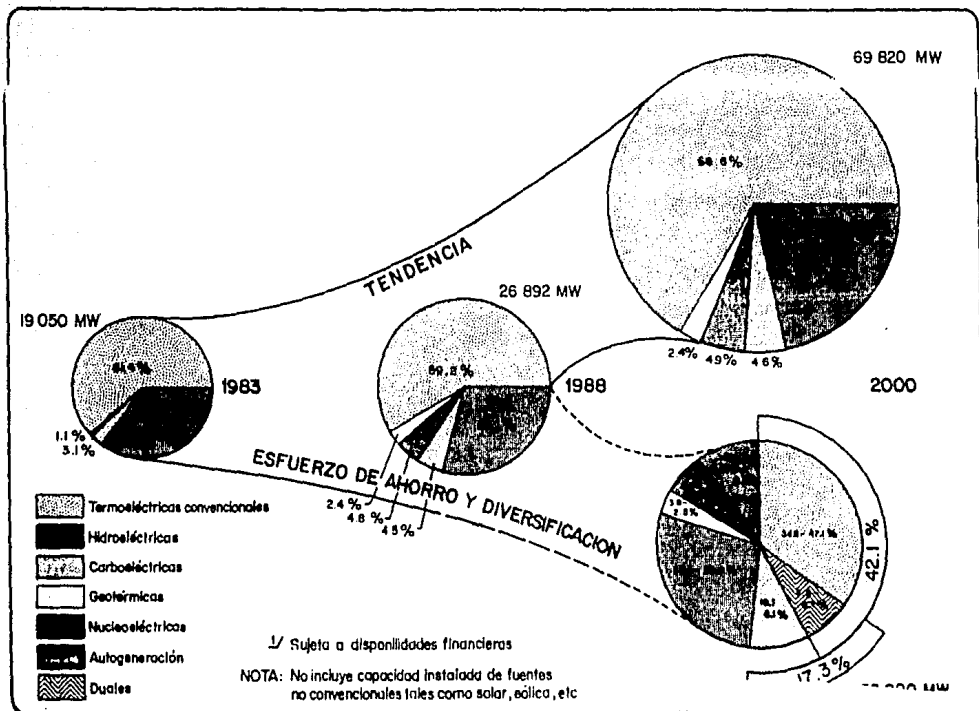 69 820 MW
TENDENCIA
26 892 MW
19 050 MW
1983
1988
2000
2.4%
4.9%
4.6%
1.1%
3.1%
ESFUERZO DE AHORRO Y DIVERSIFICACION
2.4%
4.8%
4.5%
42.1 %
17.3%
Termoeléctricas convencionales
Hidroeléctricas
Carboeléctricas
Geotérmicas
Nucleoeléctricas
Autogeneración
Duales
1/ Sujeta a disponilidades financieras
NOTA: No incluye capacidad instalada de fuentes
no convencionales tales como solar, eólica, etc